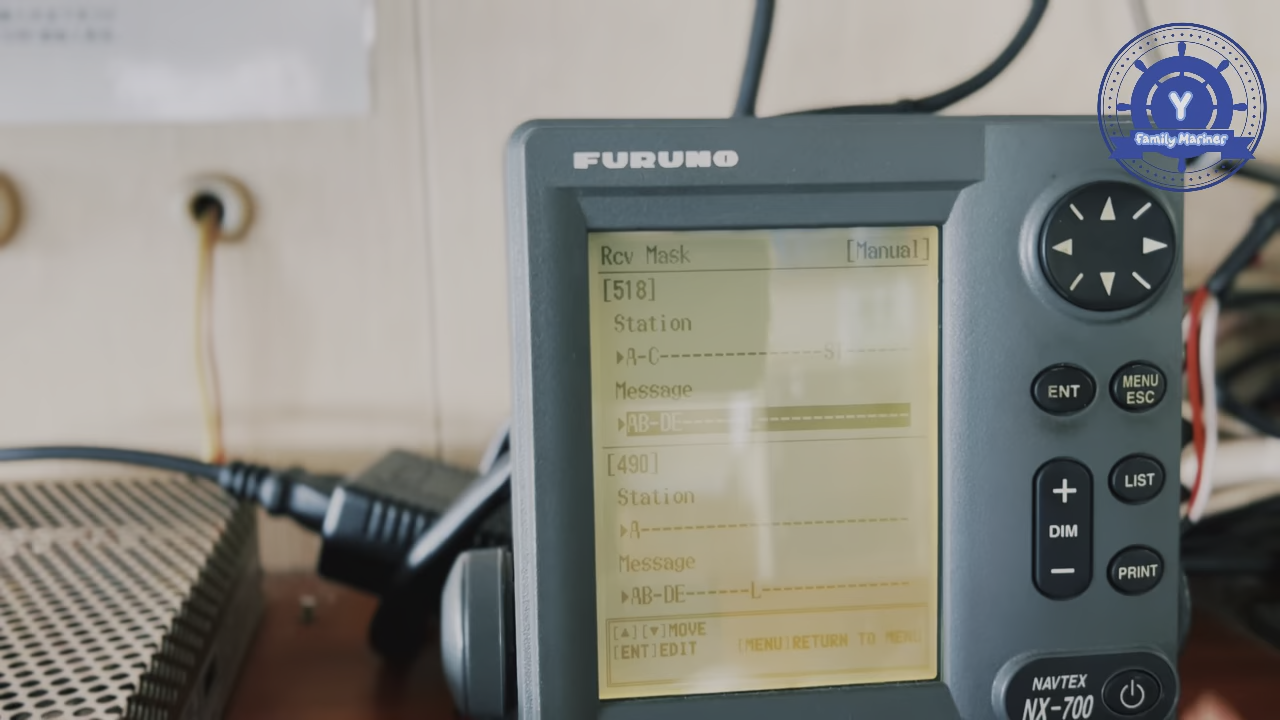 FURUNO
Y
Family Mariner
Rcv Mask [Manual]
[518]
Station
▸A-C
Message
▸AB-DE
[490]
Station
▸A-----------------------
Message
▸AB-DE------L-------------
[▲][▼]MOVE
[ENT]EDIT [MENU]RETURN TO MENU
ENT
MENU
ESC
+
DIM
−
LIST
PRINT
NAVTEX
NX-700